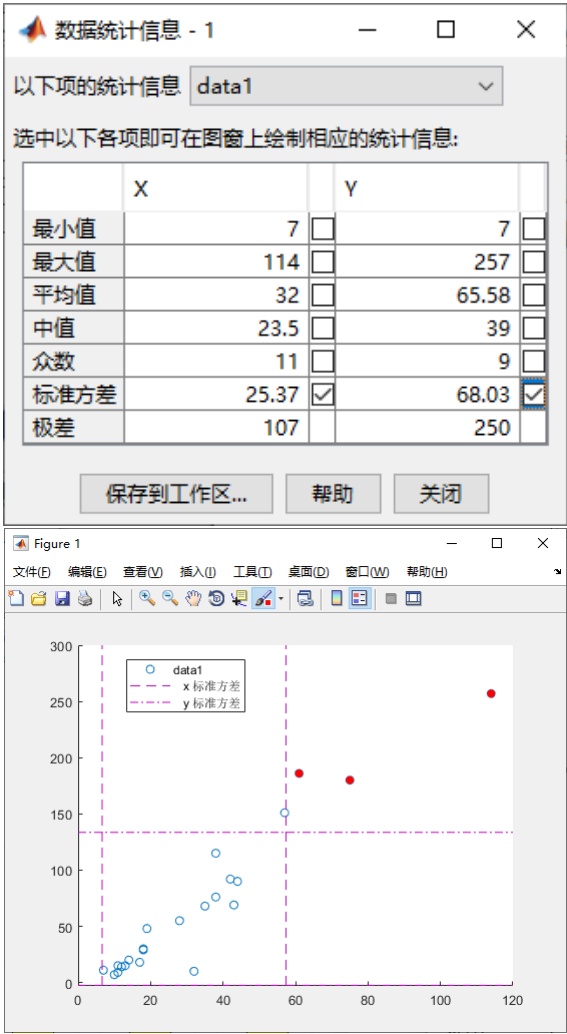 数据统计信息 - 1
以下项的统计信息 data1
选中以下各项即可在图窗上绘制相应的统计信息:
X Y
最小值 7 7
最大值 114 257
平均值 32 65.58
中值 23.5 39
众数 11 9
标准方差 25.37 68.03
极差 107 250
保存到工作区... 帮助 关闭
Figure 1
文件(F) 编辑(E) 查看(V) 插入(I) 工具(T) 桌面(D) 窗口(W) 帮助(H)
300
250
200
150
100
50
0
data1
x 标准方差
y 标准方差
0 20 40 60 80 100 120